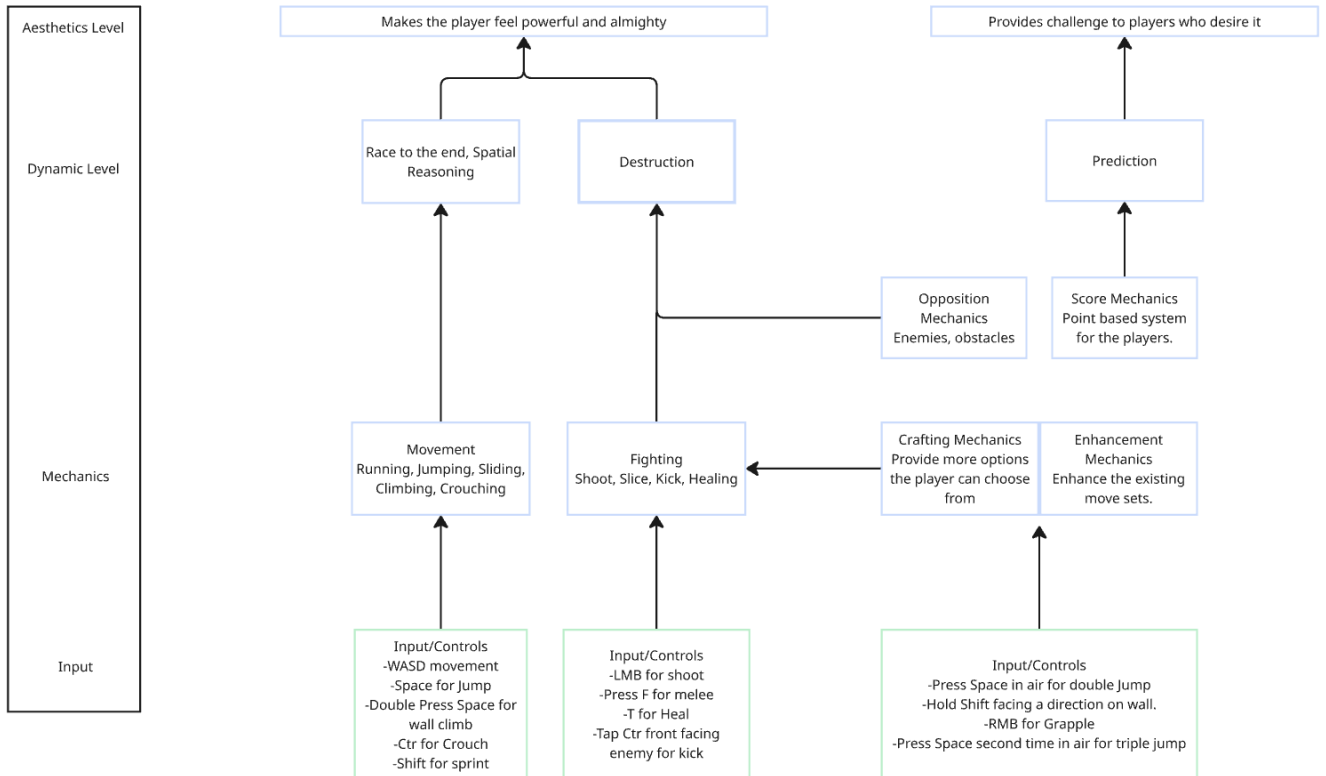 Aesthetics Level
Makes the player feel powerful and almighty
Provides challenge to players who desire it
Dynamic Level
Race to the end, Spatial
Reasoning
Destruction
Prediction
Opposition
Mechanics
Enemies, obstacles
Score Mechanics
Point based system
for the players.
Mechanics
Movement
Running, Jumping, Sliding,
Climbing, Crouching
Fighting
Shoot, Slice, Kick, Healing
Crafting Mechanics
Provide more options
the player can choose
from
Enhancement
Mechanics
Enhance the existing
move sets.
Input
Input/Controls
-WASD movement
-Space for Jump
-Double Press Space for
wall climb
-Ctr for Crouch
-Shift for sprint
Input/Controls
-LMB for shoot
-Press F for melee
-T for Heal
-Tap Ctr front facing
enemy for kick
Input/Controls
-Press Space in air for double Jump
-Hold Shift facing a direction on wall.
-RMB for Grapple
-Press Space second time in air for triple jump